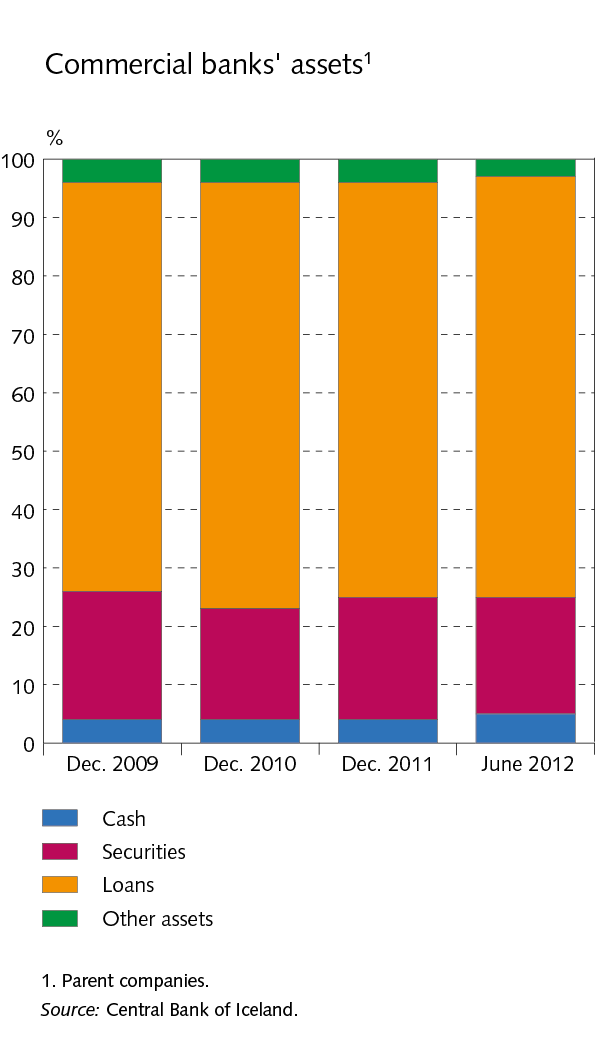 Commercial banks' assets¹
%
100
90
80
70
60
50
40
30
20
10
0
Dec. 2009 Dec. 2010 Dec. 2011 June 2012
Cash
Securities
Loans
Other assets
1. Parent companies.
Source: Central Bank of Iceland.